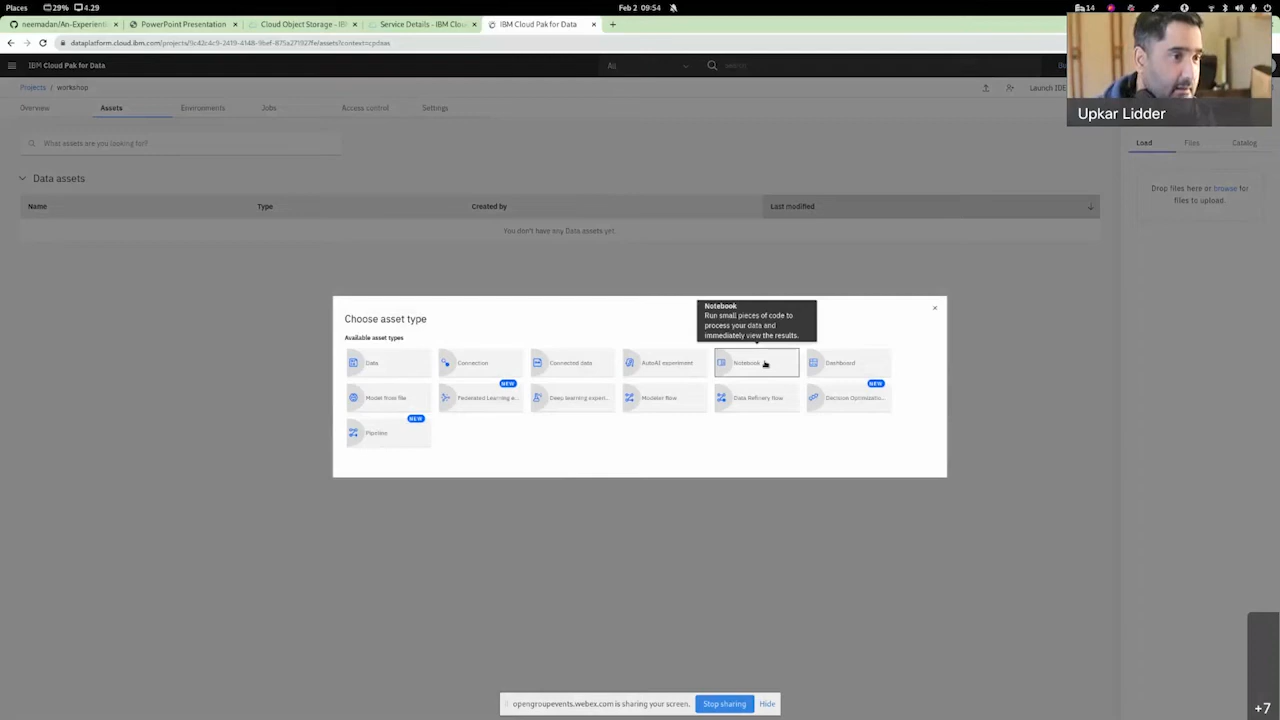 Places
29%
4.29
Feb 2 09:54
14
neemadan/An-Experienti
PowerPoint Presentation
Cloud Object Storage - IBM
Service Details - IBM Clou
IBM Cloud Pak for Data
dataplatform.cloud.ibm.com/projects/9c42c4c9-2419-4148-9bef-875a271927fe/assets?context=cpdaas
IBM Cloud Pak for Data
All
Search
Projects / workshop
Launch IDE
Overview
Assets
Environments
Jobs
Access control
Settings
Upkar Lidder
What assets are you looking for?
Load
Files
Catalog
Data assets
Drop files here or browse for
files to upload.
Name
Type
Created by
Last modified
You don't have any Data assets yet.
Choose asset type
Notebook
Run small pieces of code to
process your data and
immediately view the results.
Available asset types
Data
Connection
Connected data
AutoAI experiment
Notebook
Dashboard
NEW
NEW
Model from file
Federated Learning e...
Deep learning experi...
Modeler flow
Data Refinery flow
Decision Optimizatio...
NEW
Pipeline
opengroupevents.webex.com is sharing your screen.
Stop sharing
Hide
+7